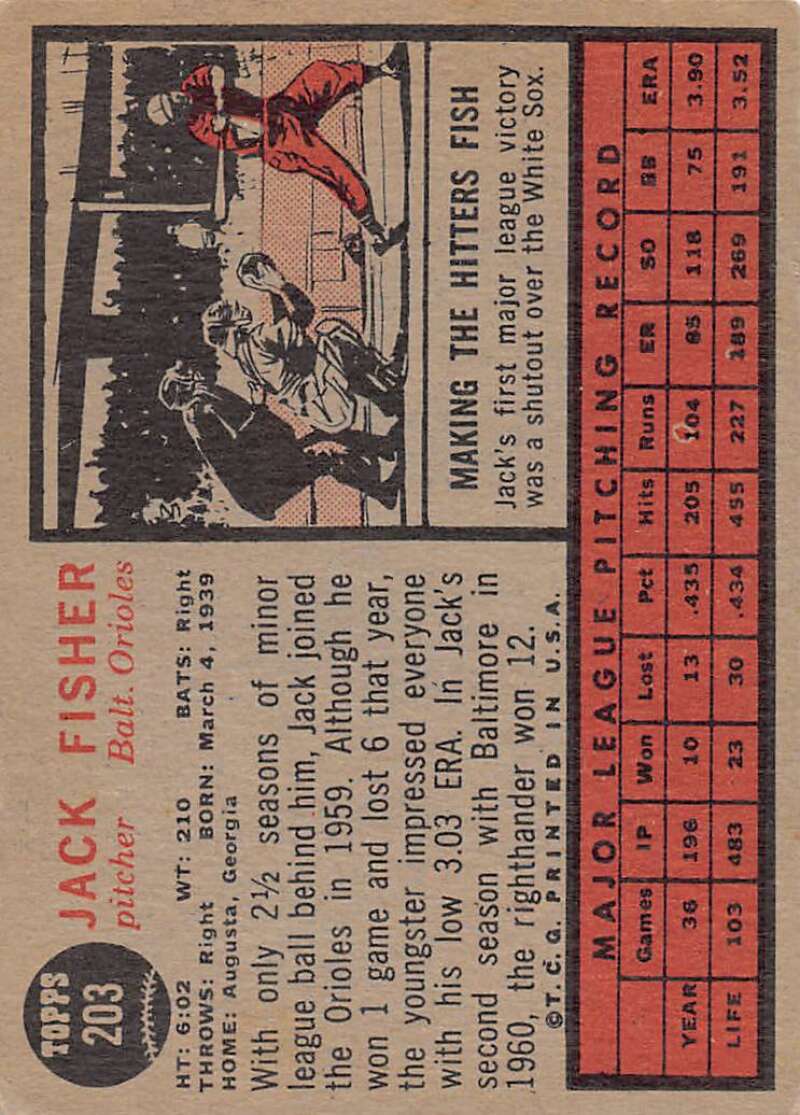 TOPPS
203
JACK FISHER
pitcher Balt. Orioles
HT: 6:02 WT: 210 BATS: Right
THROWS: Right BORN: March 4, 1939
HOME: Augusta, Georgia
With only 2½ seasons of minor
league ball behind him, Jack joined
the Orioles in 1959. Although he
won 1 game and lost 6 that year,
the youngster impressed everyone
with his low 3.03 ERA. In Jack's
second season with Baltimore in
1960, the righthander won 12.
©T. C. G. PRINTED IN U.S.A.
MAKING THE HITTERS FISH
Jack's first major league victory
was a shutout over the White Sox.
MAJOR LEAGUE PITCHING RECORD
Games IP Won Lost Pct Hits Runs ER SO BB ERA
YEAR 36 196 10 13 .435 205 104 85 118 75 3.90
LIFE 103 483 23 30 .434 455 227 189 269 191 3.52